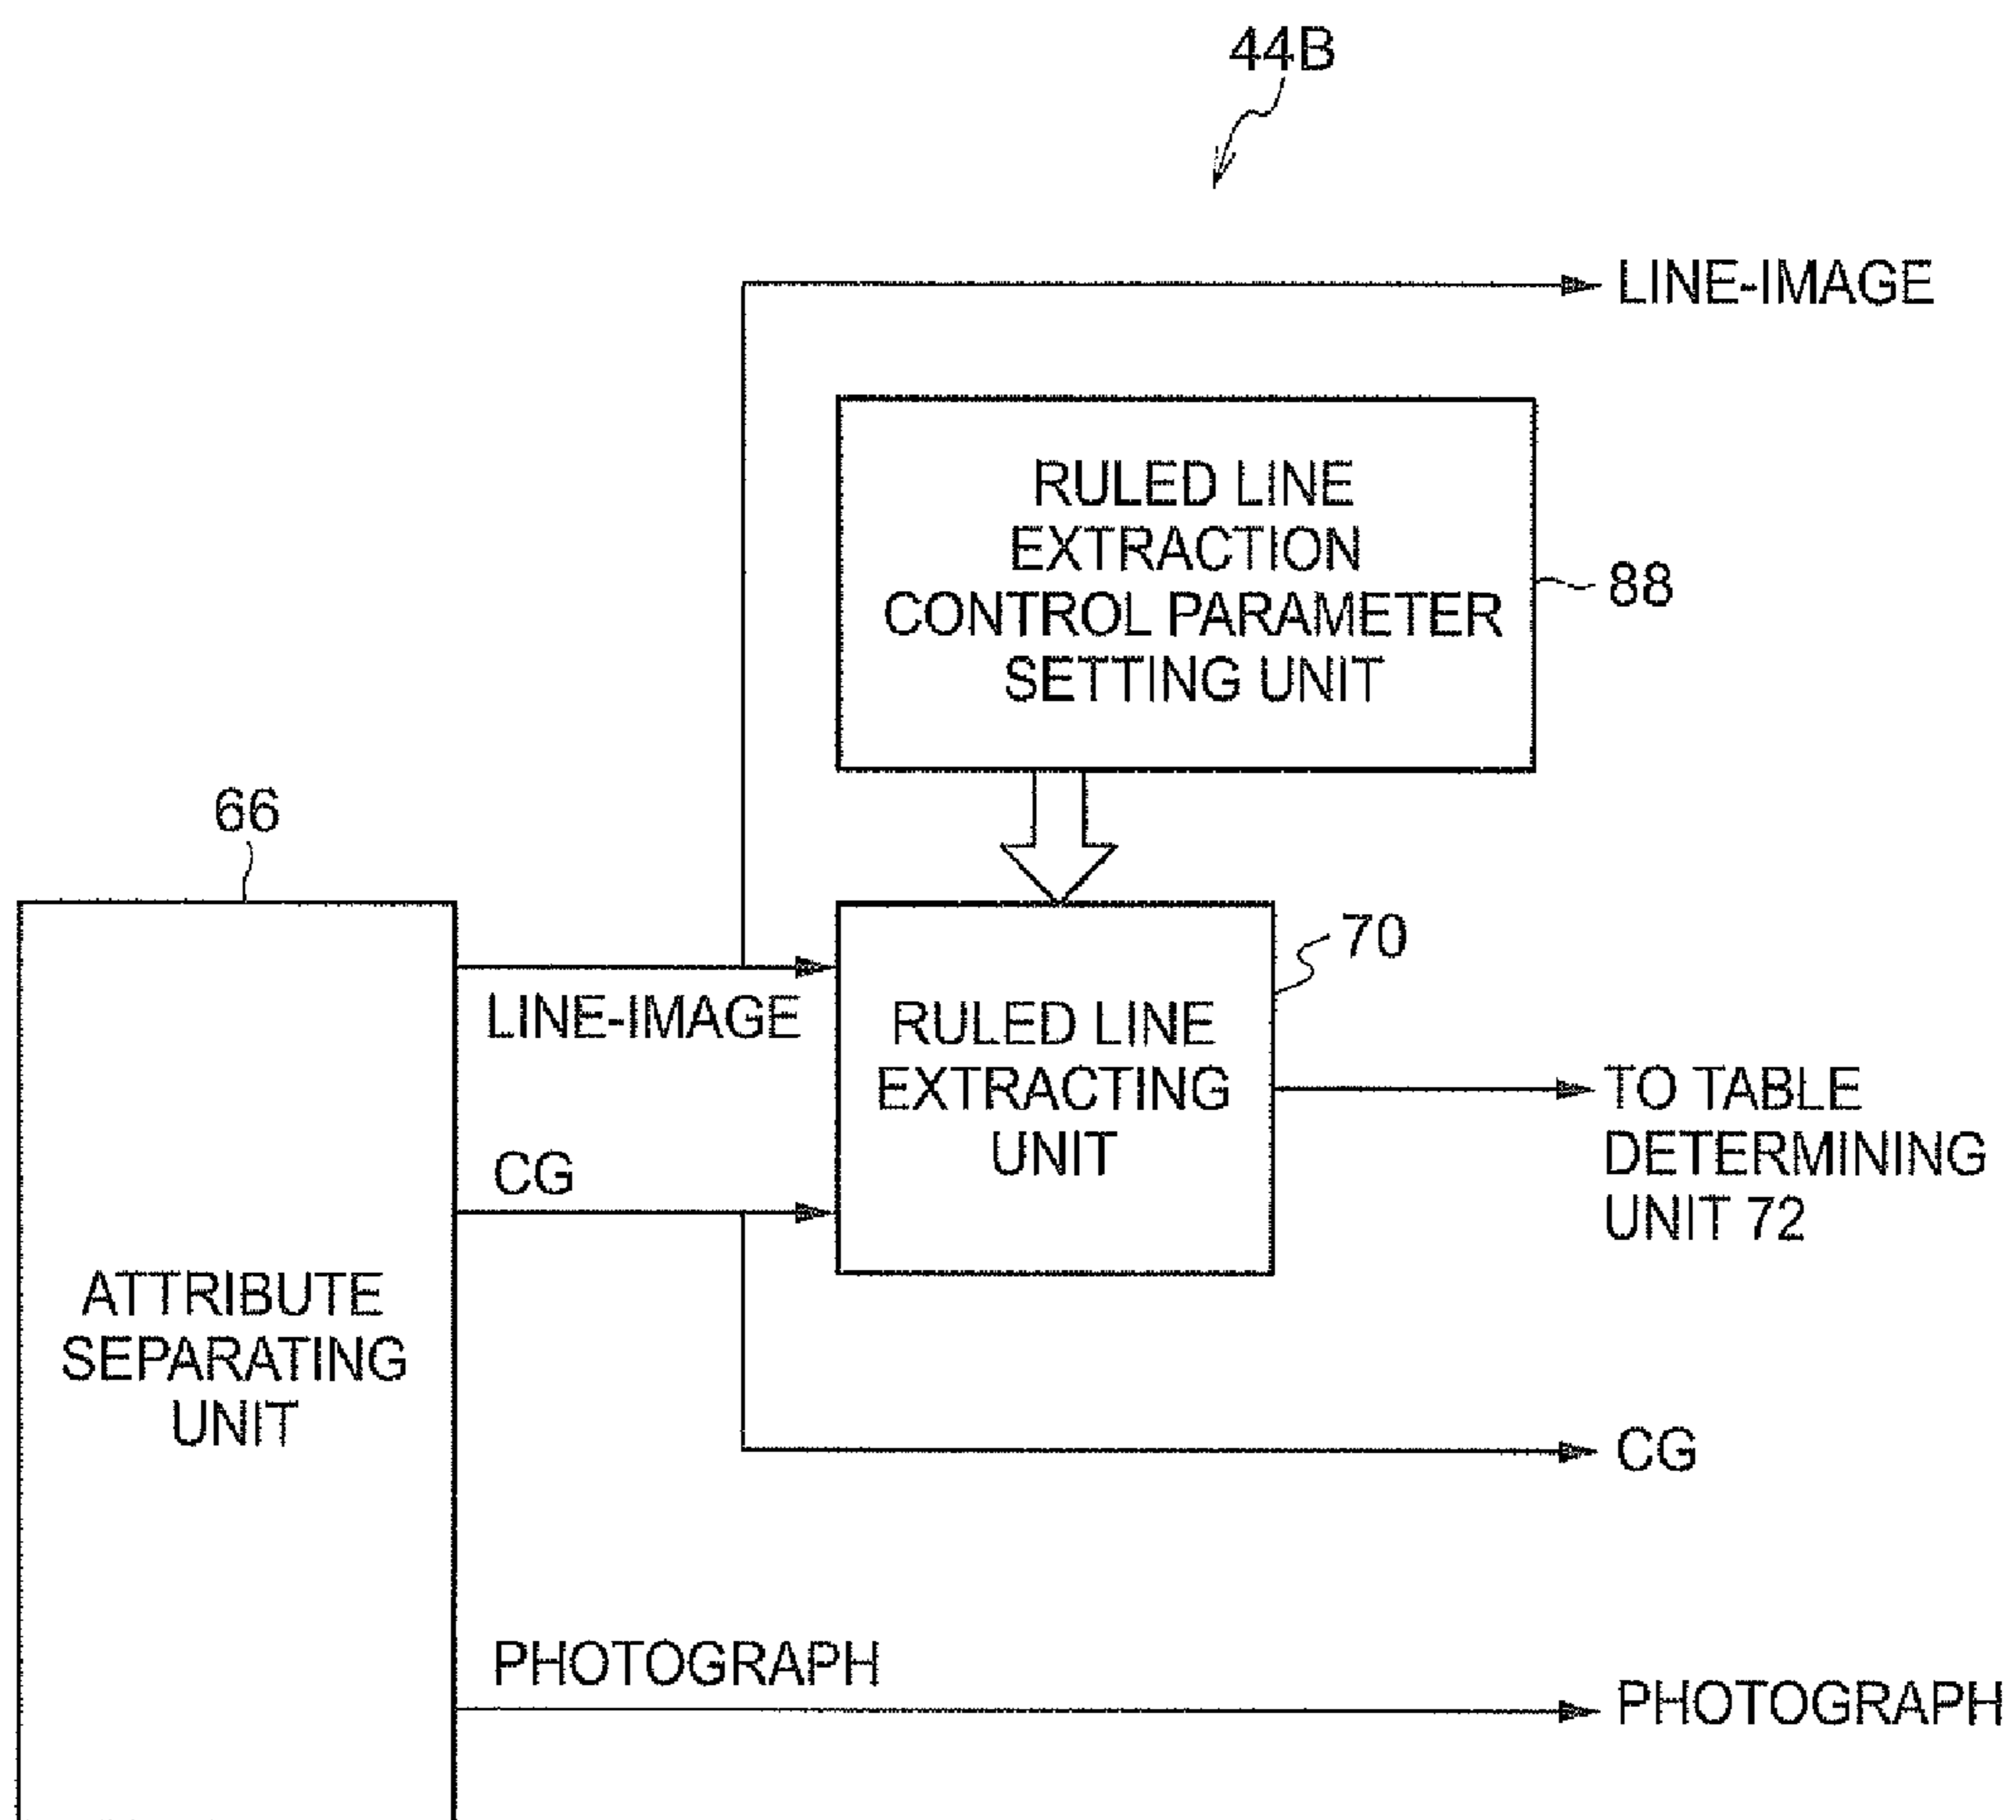 44B
LINE-IMAGE
RULED LINE
EXTRACTION
CONTROL PARAMETER
SETTING UNIT
88
66
70
LINE-IMAGE
RULED LINE
EXTRACTING
UNIT
TO TABLE
DETERMINING
UNIT 72
CG
ATTRIBUTE
SEPARATING
UNIT
CG
PHOTOGRAPH
PHOTOGRAPH